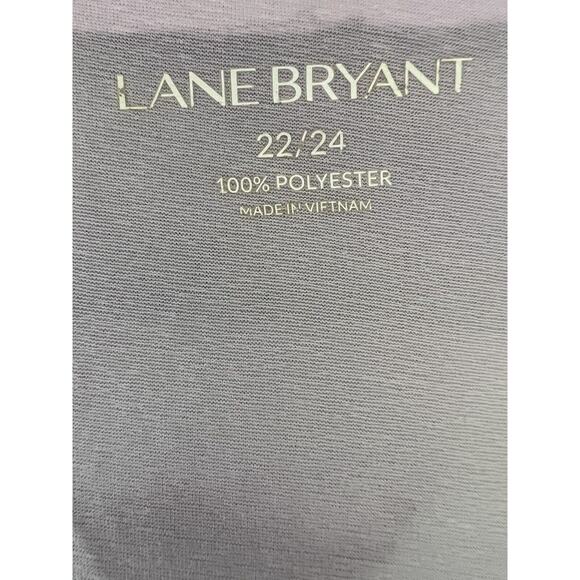 LANE BRYANT
22/24
100% POLYESTER
MADE IN VIETNAM